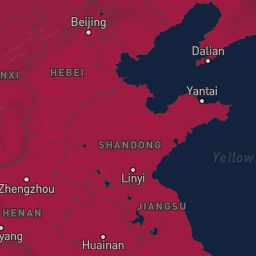 Beijing
Dalian
NXI
HEBEI
Yantai
SHANDONG
Yellow
Linyi
Zhengzhou
JIANGSU
HENAN
yang
Huainan